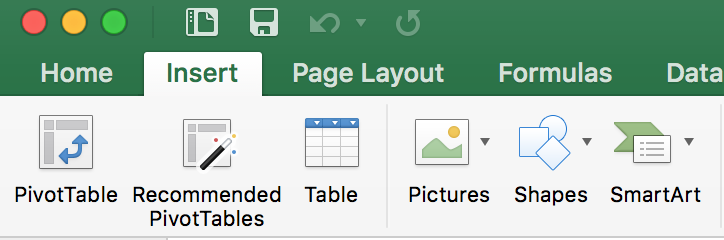 Home Insert Page Layout Formulas Data
PivotTable Recommended PivotTables Table Pictures Shapes SmartArt